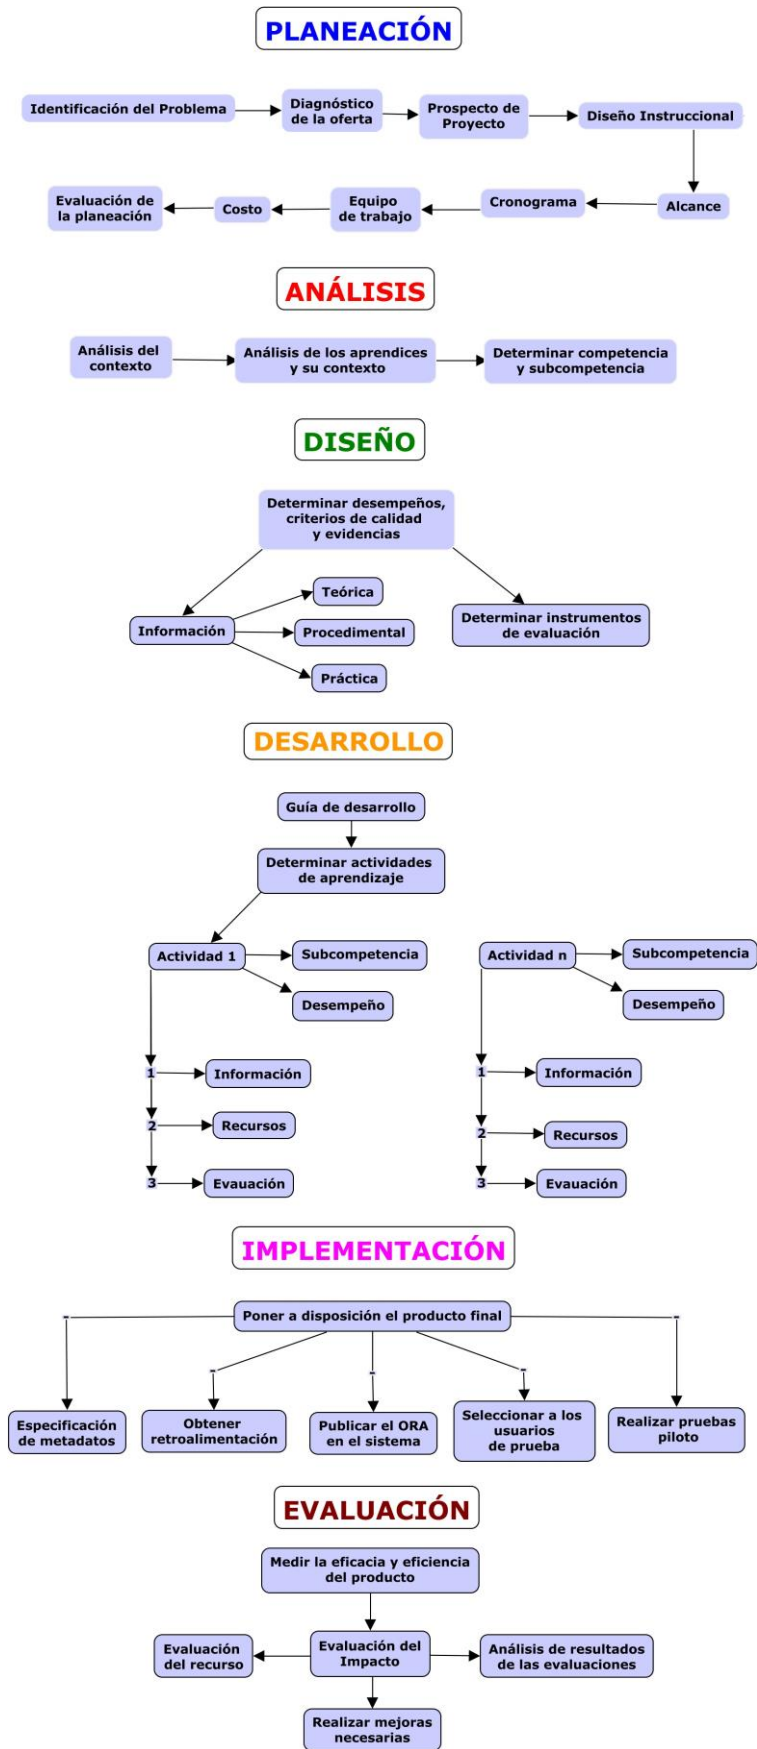 PLANEACIÓN
Identificación del Problema
Diagnóstico
de la oferta
Prospecto de
Proyecto
Diseño Instruccional
Evaluación de
la planeación
Costo
Equipo
de trabajo
Cronograma
Alcance
ANÁLISIS
Análisis del
contexto
Análisis de los aprendices
y su contexto
Determinar competencia
y subcompetencia
DISEÑO
Determinar desempeños,
criterios de calidad
y evidencias
Información
Teórica
Procedimental
Práctica
Determinar instrumentos
de evaluación
DESARROLLO
Guía de desarrollo
Determinar actividades
de aprendizaje
Actividad 1
Subcompetencia
Desempeño
1
Información
2
Recursos
3
Evauación
Actividad n
Subcompetencia
Desempeño
1
Información
2
Recursos
3
Evauación
IMPLEMENTACIÓN
Poner a disposición el producto final
Especificación
de metadatos
Obtener
retroalimentación
Publicar el ORA
en el sistema
Seleccionar a los
usuarios
de prueba
Realizar pruebas
piloto
EVALUACIÓN
Medir la eficacia y eficiencia
del producto
Evaluación
del recurso
Evaluación del
Impacto
Análisis de resultados
de las evaluaciones
Realizar mejoras
necesarias